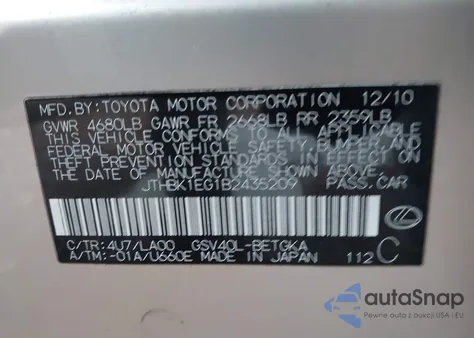 MFD.BY:TOYOTA MOTOR CORPORATION 12/10
GVWR 4680LB GAWR FR 2668LB RR 2359LB
THIS VEHICLE CONFORMS TO ALL APPLICABLE
FEDERAL MOTOR VEHICLE SAFETY, BUMPER, AND
THEFT PREVENTION STANDARDS IN EFFECT ON
THE DATE OF MANUFACTURE SHOWN ABOVE.
JTHBK1EG1B2435209 PASS.CAR
C/TR:4U7/LA00 GSV40L-BETGKA
A/TM:-01A/U660E MADE IN JAPAN 112 C
autoSnap
Pewne auta z aukcji USA i EU